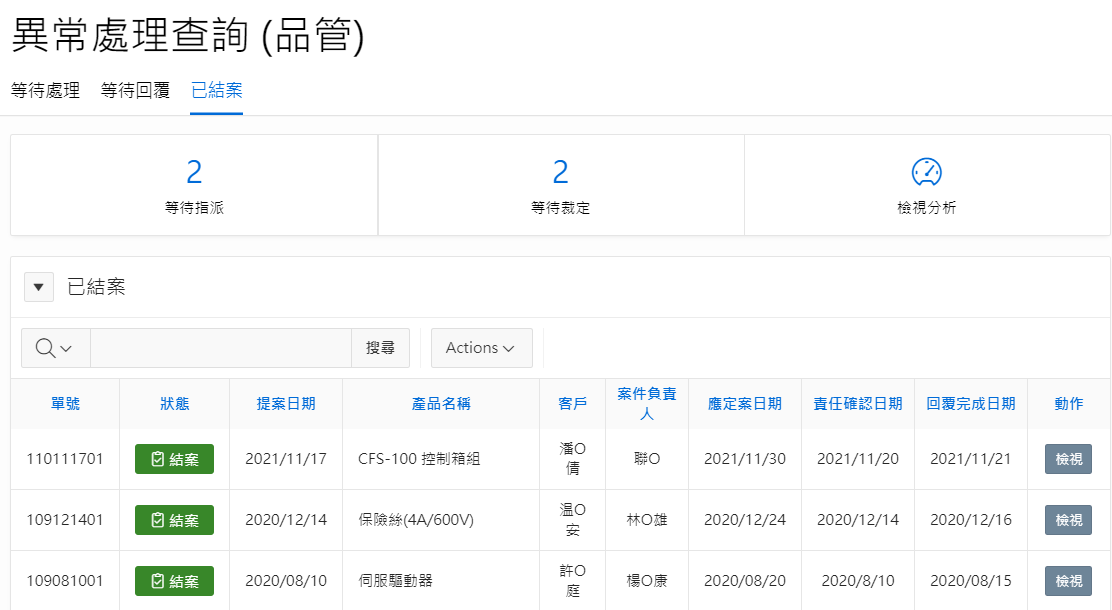 異常處理查詢 (品管)
等待處理 等待回覆 已結案
2 2
等待指派 等待裁定 檢視分析
已結案
搜尋 Actions
單號 狀態 提案日期 產品名稱 客戶 案件負責人 應定案日期 責任確認日期 回覆完成日期 動作
110111701 結案 2021/11/17 CFS-100 控制箱組 潘O倩 聯O 2021/11/30 2021/11/20 2021/11/21 檢視
109121401 結案 2020/12/14 保險絲(4A/600V) 温O安 林O雄 2020/12/24 2020/12/14 2020/12/16 檢視
109081001 結案 2020/08/10 伺服驅動器 許O庭 楊O康 2020/08/20 2020/8/10 2020/08/15 檢視